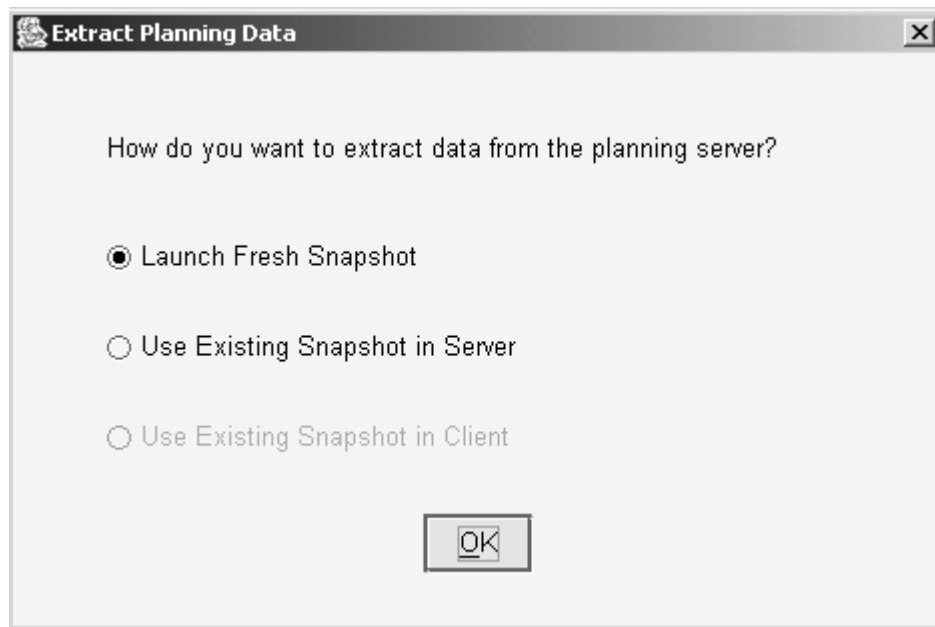 Extract Planning Data
How do you want to extract data from the planning server?
Launch Fresh Snapshot
Use Existing Snapshot in Server
Use Existing Snapshot in Client
OK